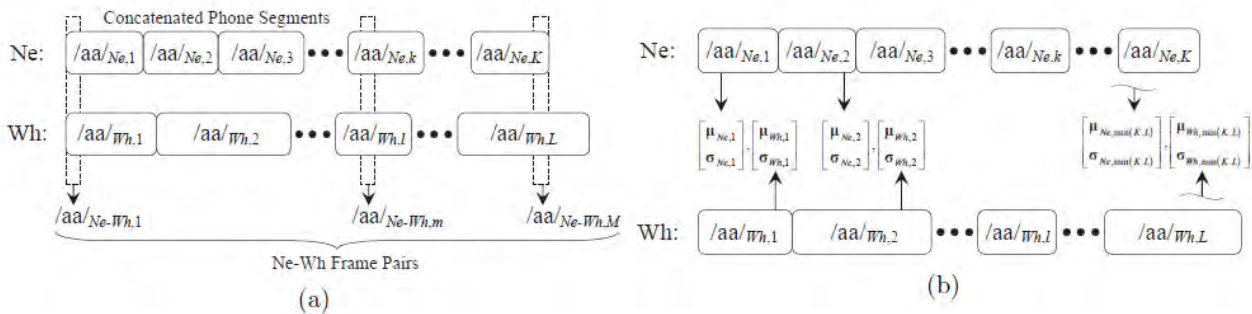 Concatenated Phone Segments
Ne: /aa/Ne,1 /aa/Ne,2 /aa/Ne,3 ••• /aa/Ne,k ••• /aa/Ne,K
Wh: /aa/Wh,1 /aa/Wh,2 ••• /aa/Wh,l ••• /aa/Wh,L
/aa/Ne-Wh,1 /aa/Ne-Wh,m /aa/Ne-Wh,M
Ne-Wh Frame Pairs
(a)
Ne: /aa/Ne,1 /aa/Ne,2 /aa/Ne,3 ••• /aa/Ne,k ••• /aa/Ne,K
[μNe,1 σNe,1], [μWh,1 σWh,1] [μNe,2 σNe,2], [μWh,2 σWh,2] [μNe,min(K,L) σNe,min(K,L)], [μWh,min(K,L) σWh,min(K,L)]
Wh: /aa/Wh,1 /aa/Wh,2 ••• /aa/Wh,l ••• /aa/Wh,L
(b)